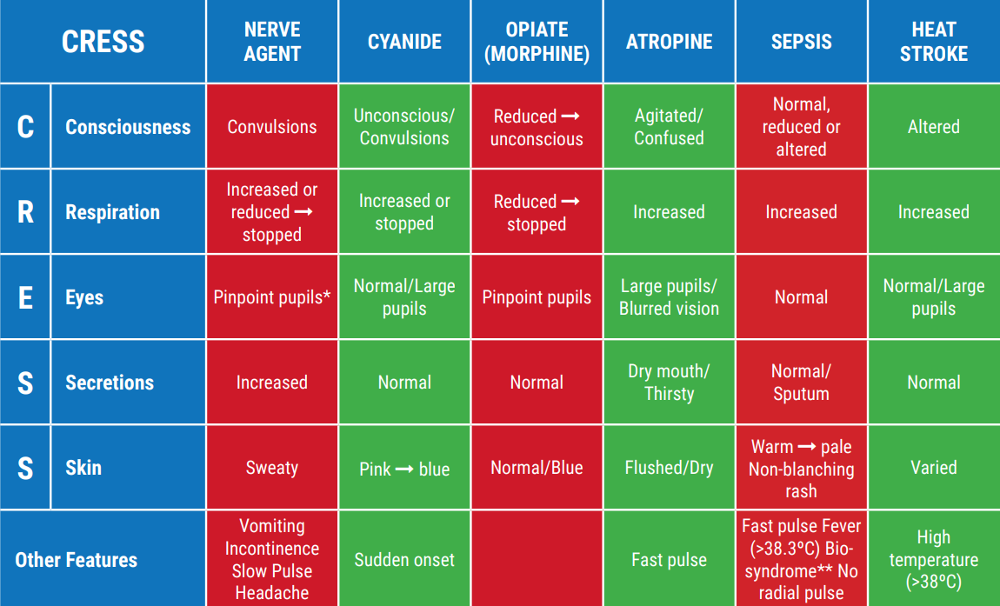 CRESS
NERVE
AGENT
CYANIDE
OPIATE
(MORPHINE)
ATROPINE
SEPSIS
HEAT
STROKE
C
Consciousness
Convulsions
Unconscious/
Convulsions
Reduced →
unconscious
Agitated/
Confused
Normal,
reduced or
altered
Altered
R
Respiration
Increased or
reduced →
stopped
Increased or
stopped
Reduced →
stopped
Increased
Increased
Increased
E
Eyes
Pinpoint pupils*
Normal/Large
pupils
Pinpoint pupils
Large pupils/
Blurred vision
Normal
Normal/Large
pupils
S
Secretions
Increased
Normal
Normal
Dry mouth/
Thirsty
Normal/
Sputum
Normal
S
Skin
Sweaty
Pink → blue
Normal/Blue
Flushed/Dry
Warm → pale
Non-blanching
rash
Varied
Other Features
Vomiting
Incontinence
Slow Pulse
Headache
Sudden onset
Fast pulse
Fast pulse Fever
(>38.3ºC) Bio-
syndrome** No
radial pulse
High
temperature
(>38ºC)